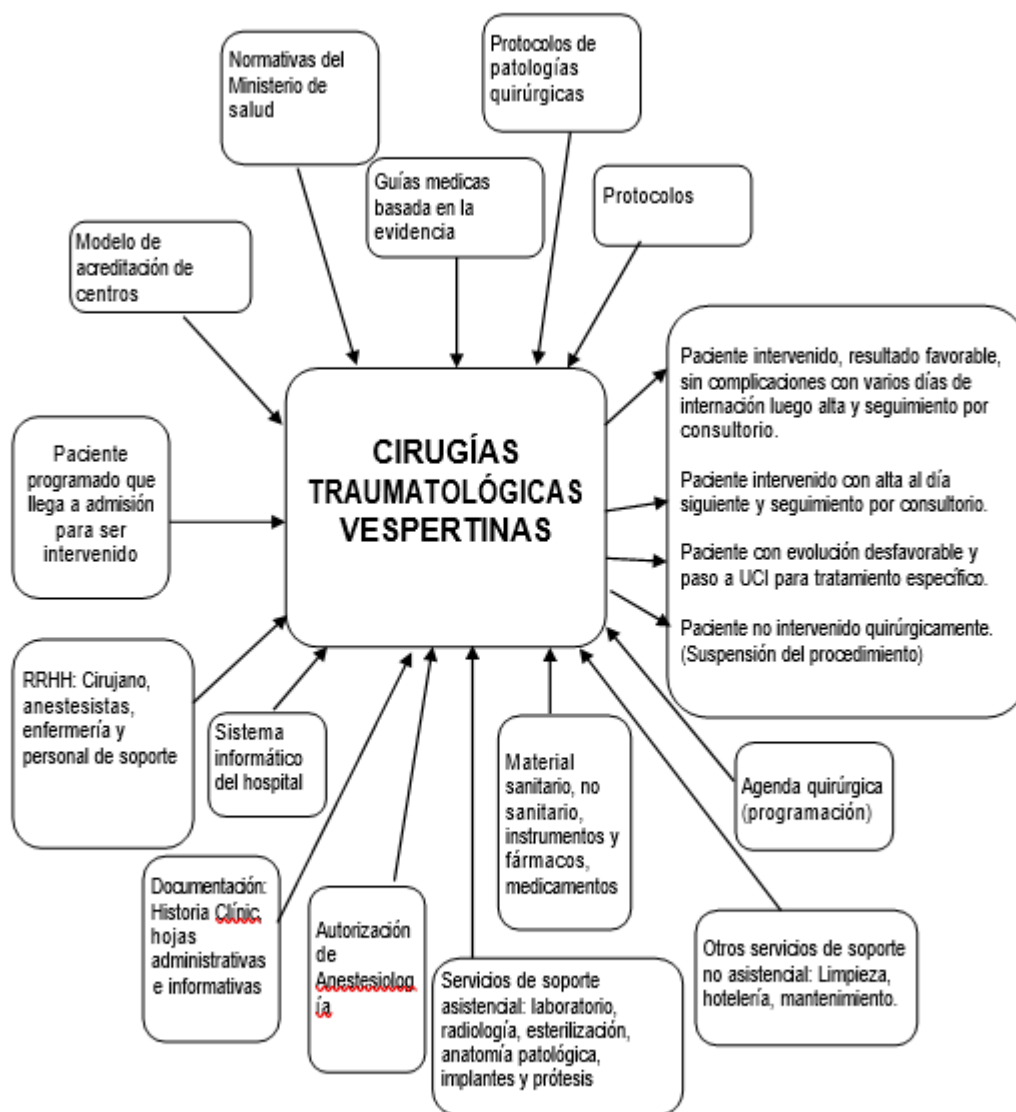 Normativas del
Ministerio de
salud
Protocolos de
patologías
quirúrgicas
Guías medicas
basada en la
evidencia
Protocolos
Modelo de
acreditación de
centros
Paciente
programado que
llega a admisión
para ser
intervenido
CIRUGÍAS
TRAUMATOLÓGICAS
VESPERTINAS
Paciente intervenido, resultado favorable,
sin complicaciones con varios días de
internación luego alta y seguimiento por
consultorio.
Paciente intervenido con alta al día
siguiente y seguimiento por consultorio.
Paciente con evolución desfavorable y
paso a UCI para tratamiento específico.
Paciente no intervenido quirúrgicamente.
(Suspensión del procedimiento)
RRHH: Cirujano,
anestesistas,
enfermería y
personal de soporte
Sistema
informático
del hospital
Material
sanitario, no
sanitario,
instrumentos y
fármacos,
medicamentos
Agenda quirúrgica
(programación)
Documentación:
Historia Clínic,
hojas
administrativas
e informativas
Autorización
de
Anestesiolog
ía
Servicios de soporte
asistencial: laboratorio,
radiología, esterilización,
anatomía patológica,
implantes y prótesis
Otros servicios de soporte
no asistencial: Limpieza,
hotelería, mantenimiento.